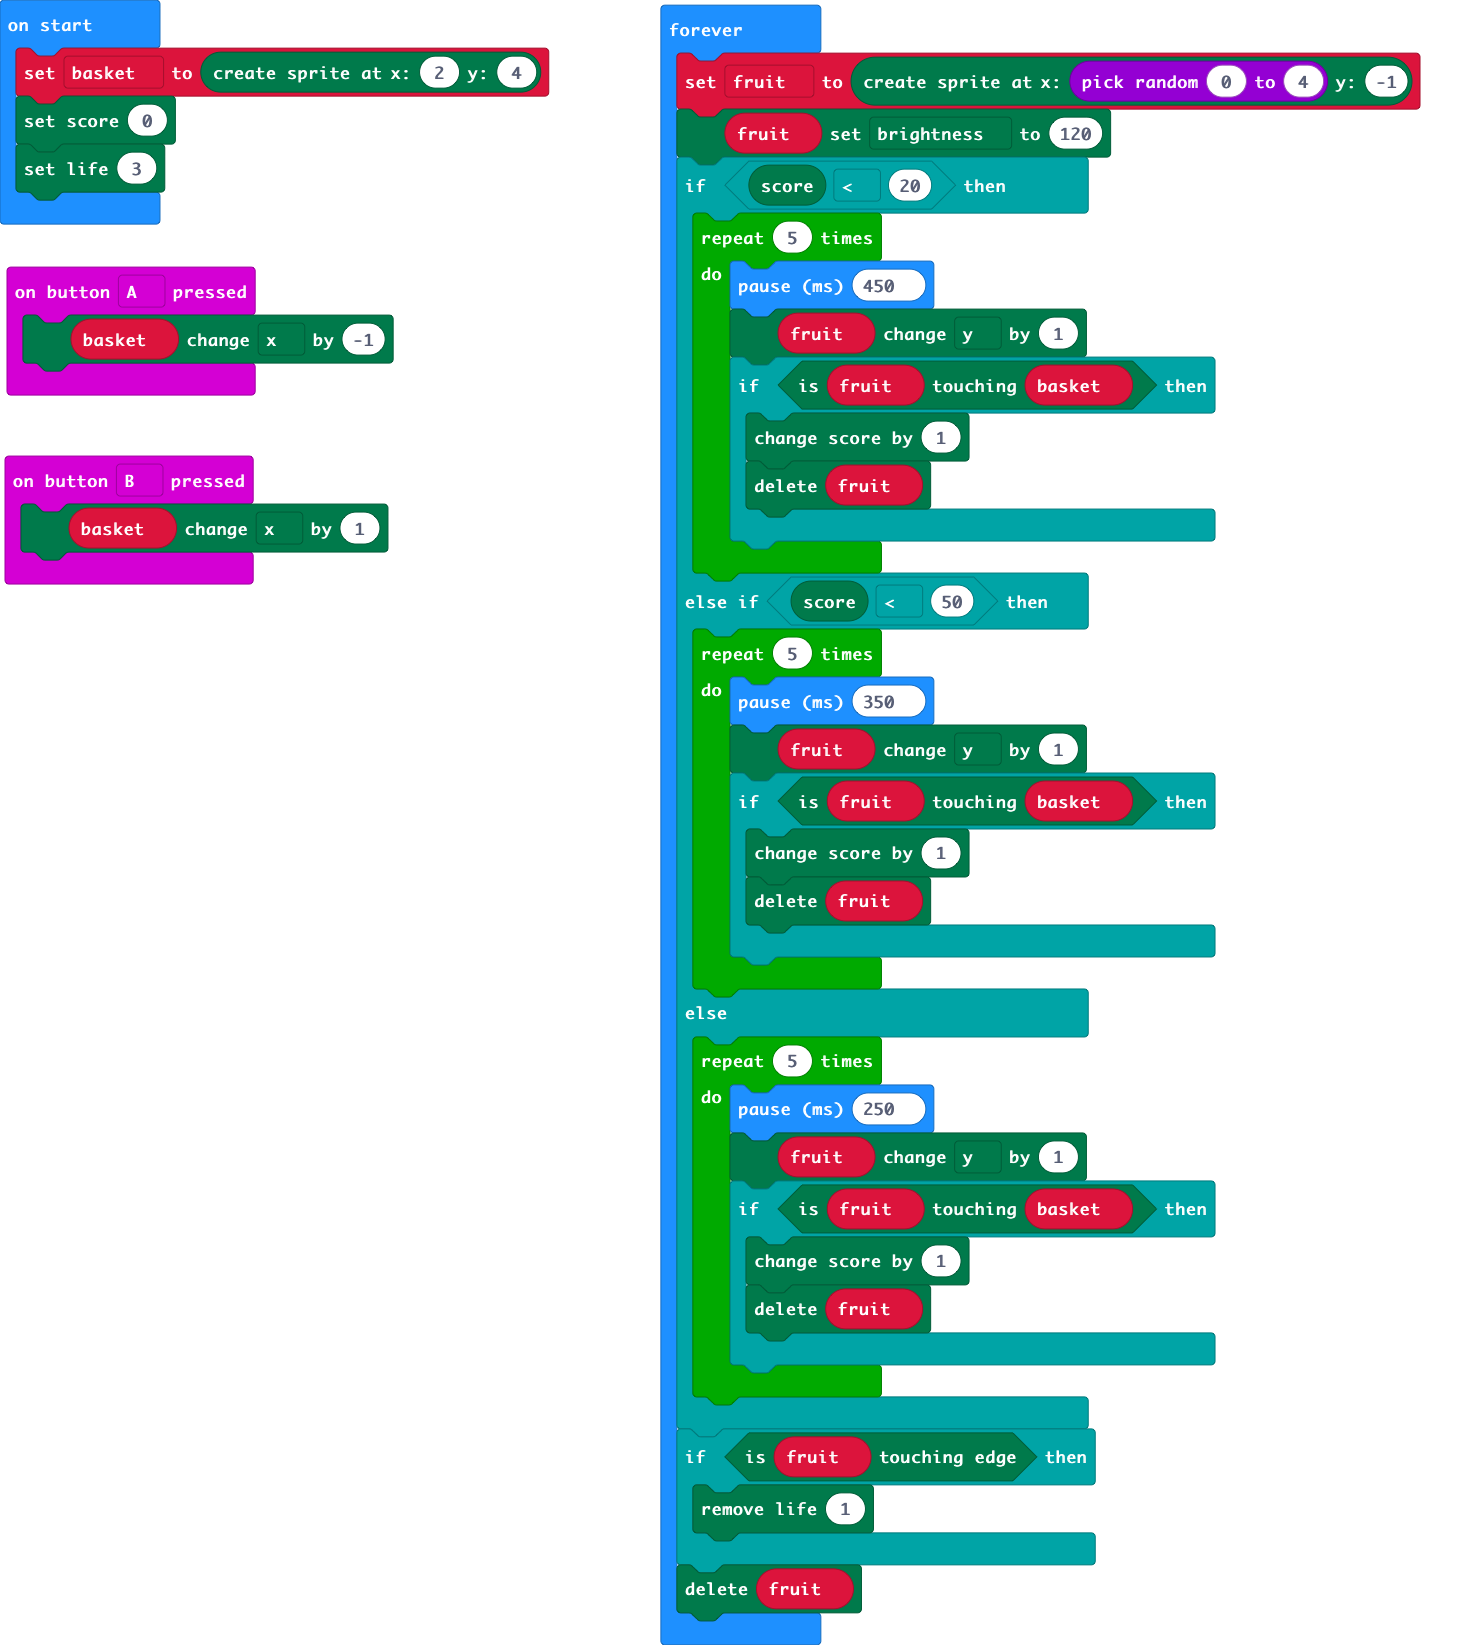 on start
set basket to create sprite at x: 2 y: 4
set score 0
set life 3
on button A pressed
basket change x by -1
on button B pressed
basket change x by 1
forever
set fruit to create sprite at x: pick random 0 to 4 y: -1
fruit set brightness to 120
if score < 20 then
repeat 5 times
do pause (ms) 450
fruit change y by 1
if is fruit touching basket then
change score by 1
delete fruit
else if score < 50 then
repeat 5 times
do pause (ms) 350
fruit change y by 1
if is fruit touching basket then
change score by 1
delete fruit
else
repeat 5 times
do pause (ms) 250
fruit change y by 1
if is fruit touching basket then
change score by 1
delete fruit
if is fruit touching edge then
remove life 1
delete fruit